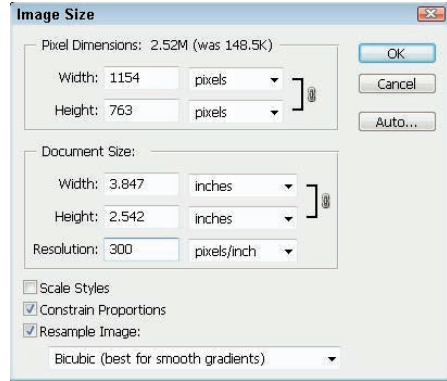 Image Size
Pixel Dimensions: 2.52M (was 148.5K)
OK
Width: 1154 pixels
Cancel
Height: 763 pixels
Auto...
Document Size:
Width: 3.847 inches
Height: 2.542 inches
Resolution: 300 pixels/inch
Scale Styles
Constrain Proportions
Resample Image:
Bicubic (best for smooth gradients)